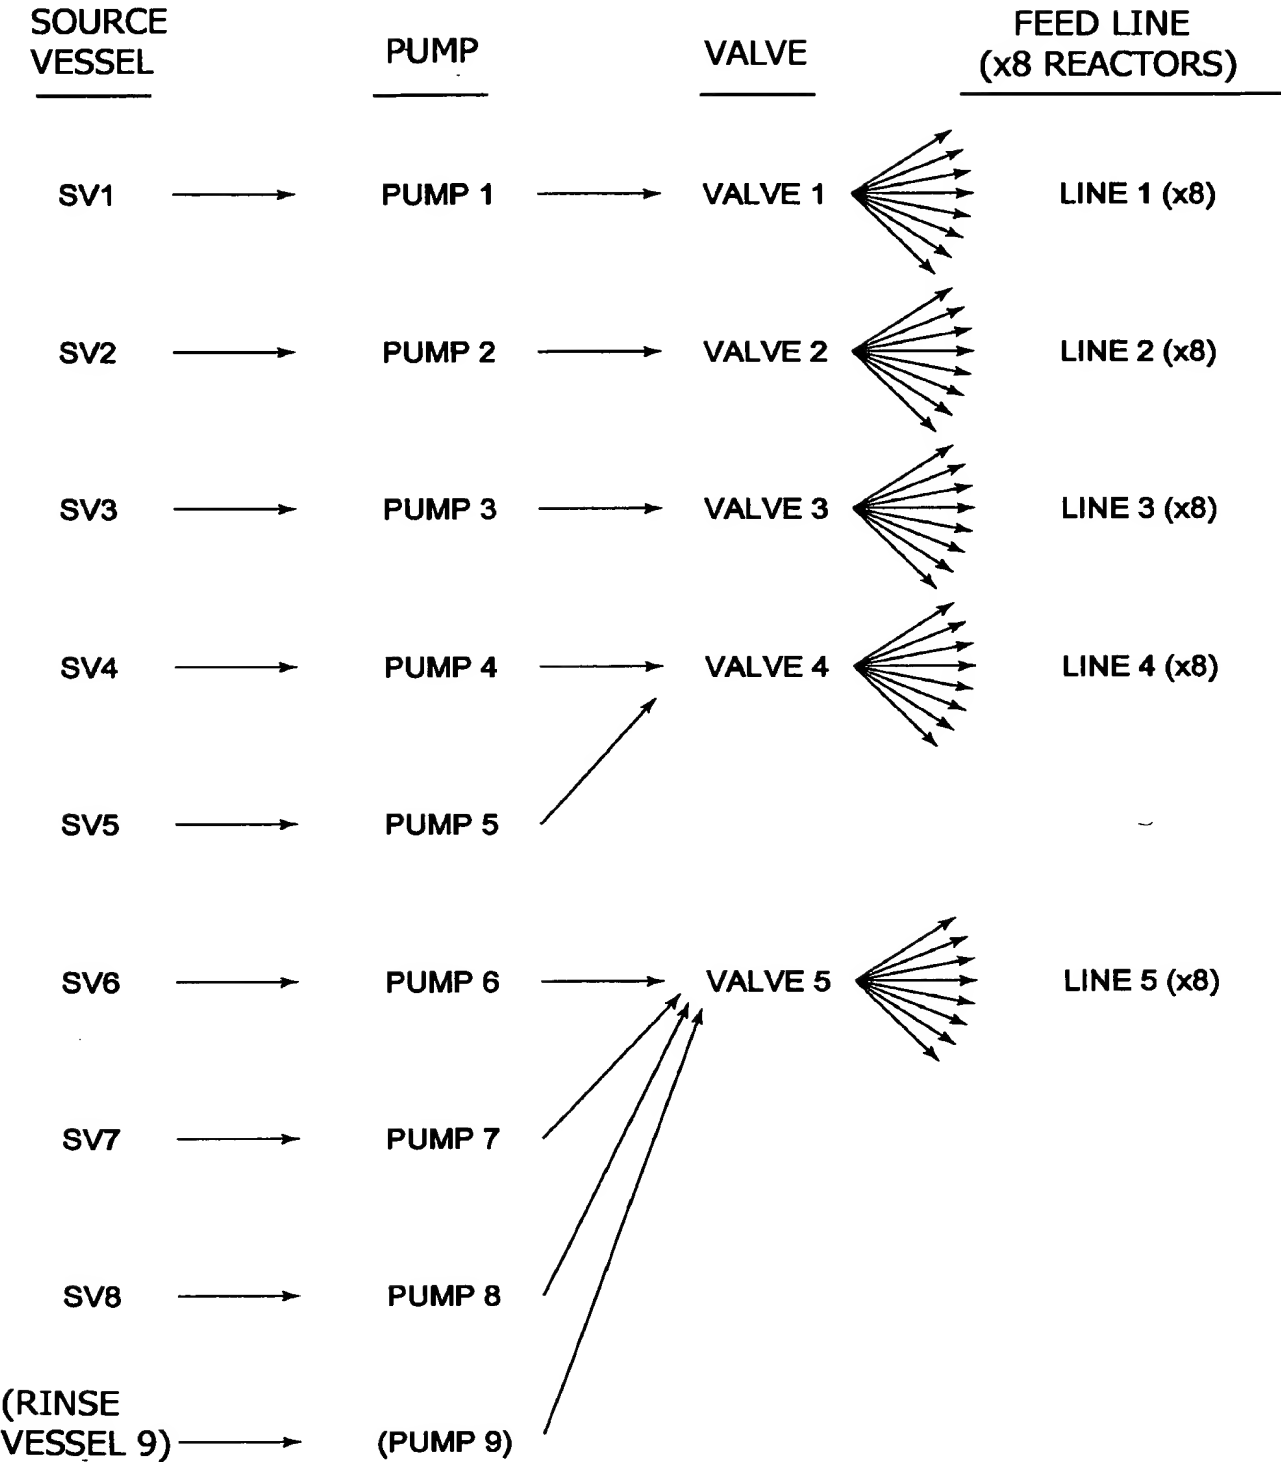 SOURCE
VESSEL
PUMP
VALVE
FEED LINE
(x8 REACTORS)
SV1
PUMP 1
VALVE 1
LINE 1 (x8)
SV2
PUMP 2
VALVE 2
LINE 2 (x8)
SV3
PUMP 3
VALVE 3
LINE 3 (x8)
SV4
PUMP 4
VALVE 4
LINE 4 (x8)
SV5
PUMP 5
SV6
PUMP 6
VALVE 5
LINE 5 (x8)
SV7
PUMP 7
SV8
PUMP 8
(RINSE
VESSEL 9)
(PUMP 9)